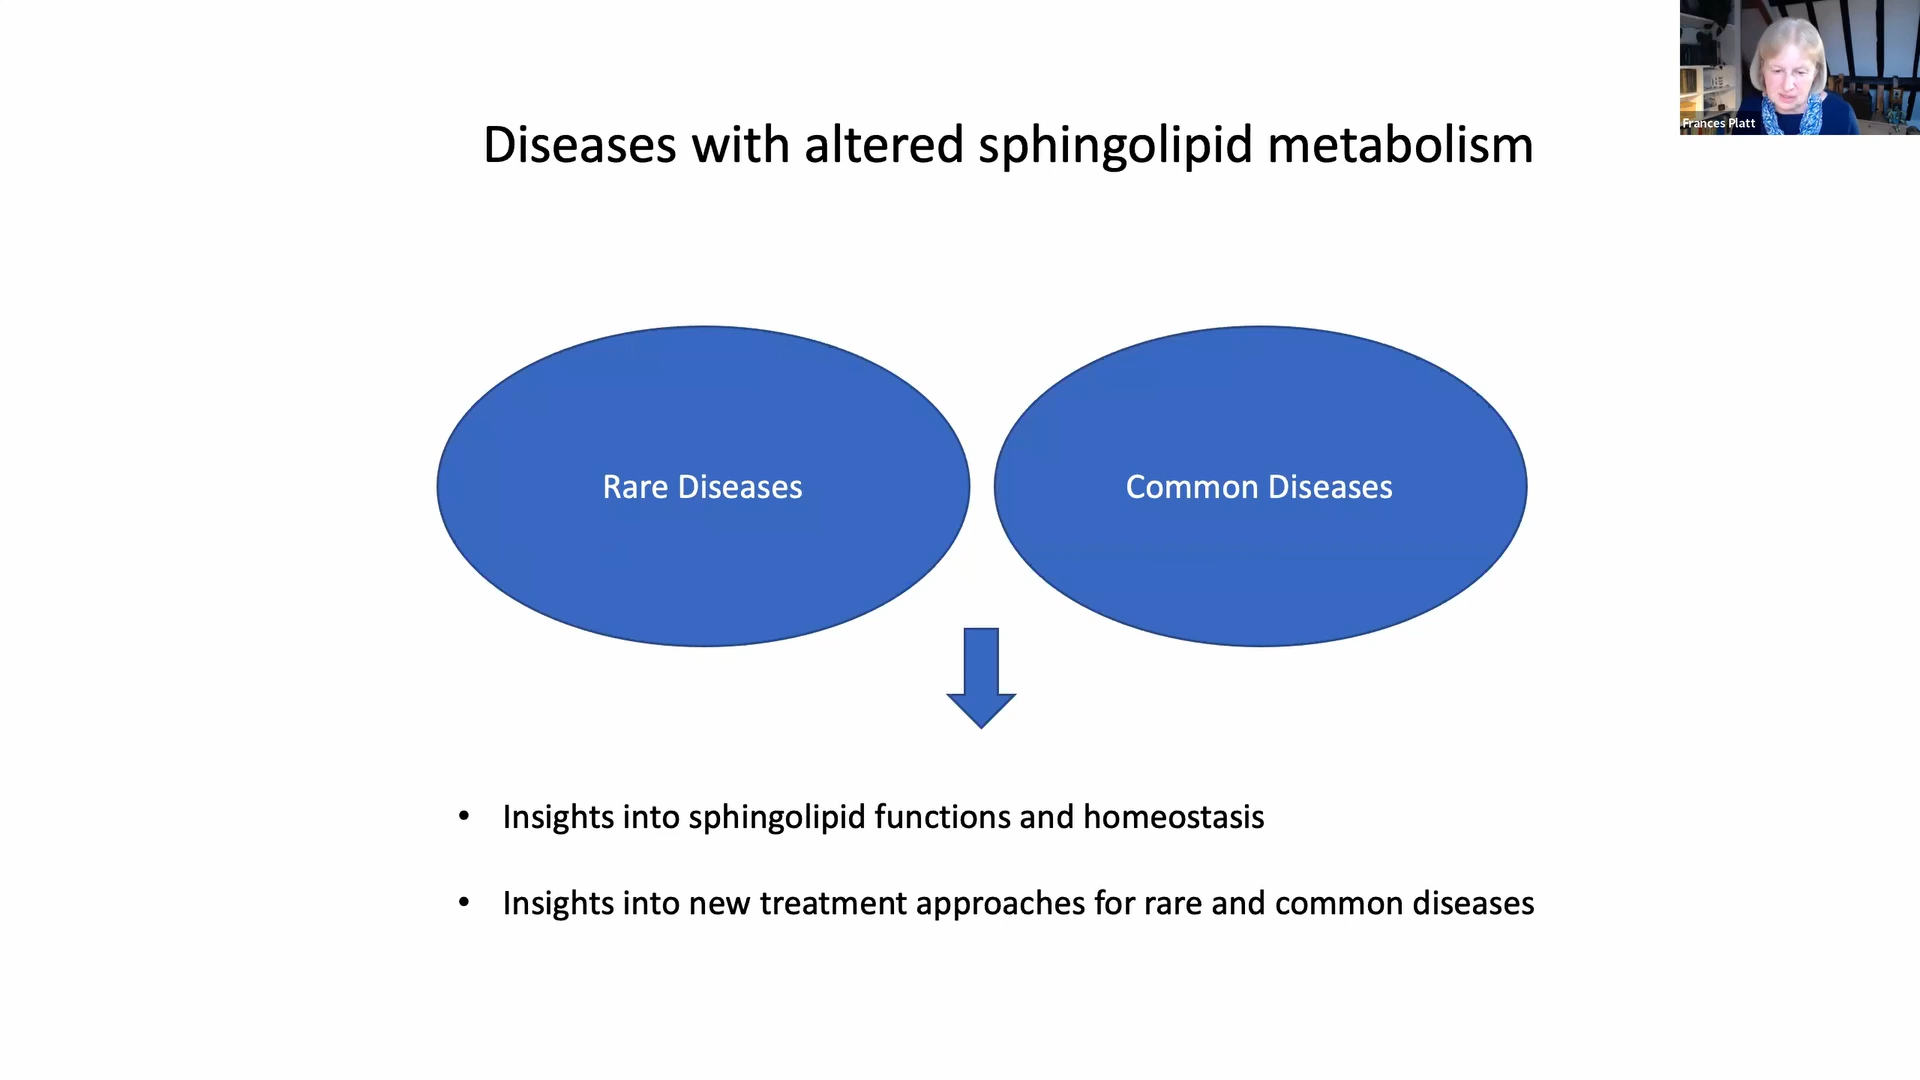 Frances Platt
Diseases with altered sphingolipid metabolism
Rare Diseases
Common Diseases
• Insights into sphingolipid functions and homeostasis
• Insights into new treatment approaches for rare and common diseases